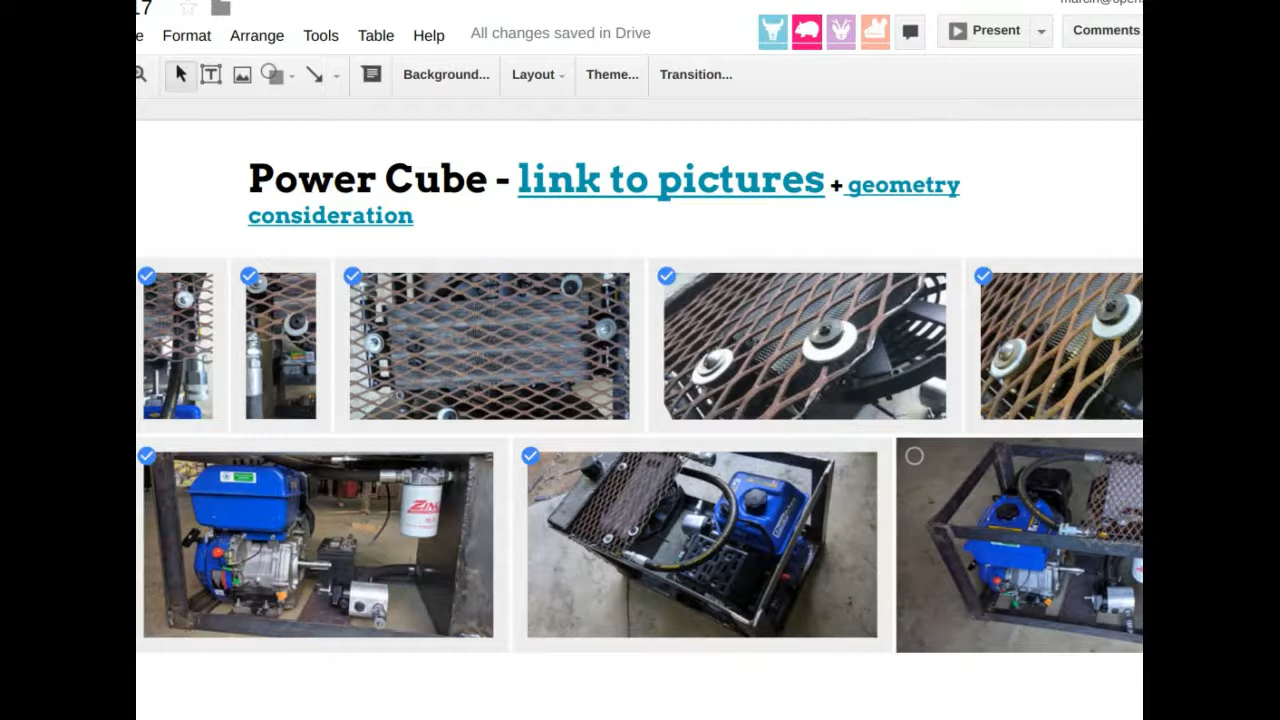 17
Format Arrange Tools Table Help All changes saved in Drive Present Comments
Background... Layout Theme... Transition...
Power Cube - link to pictures + geometry
consideration